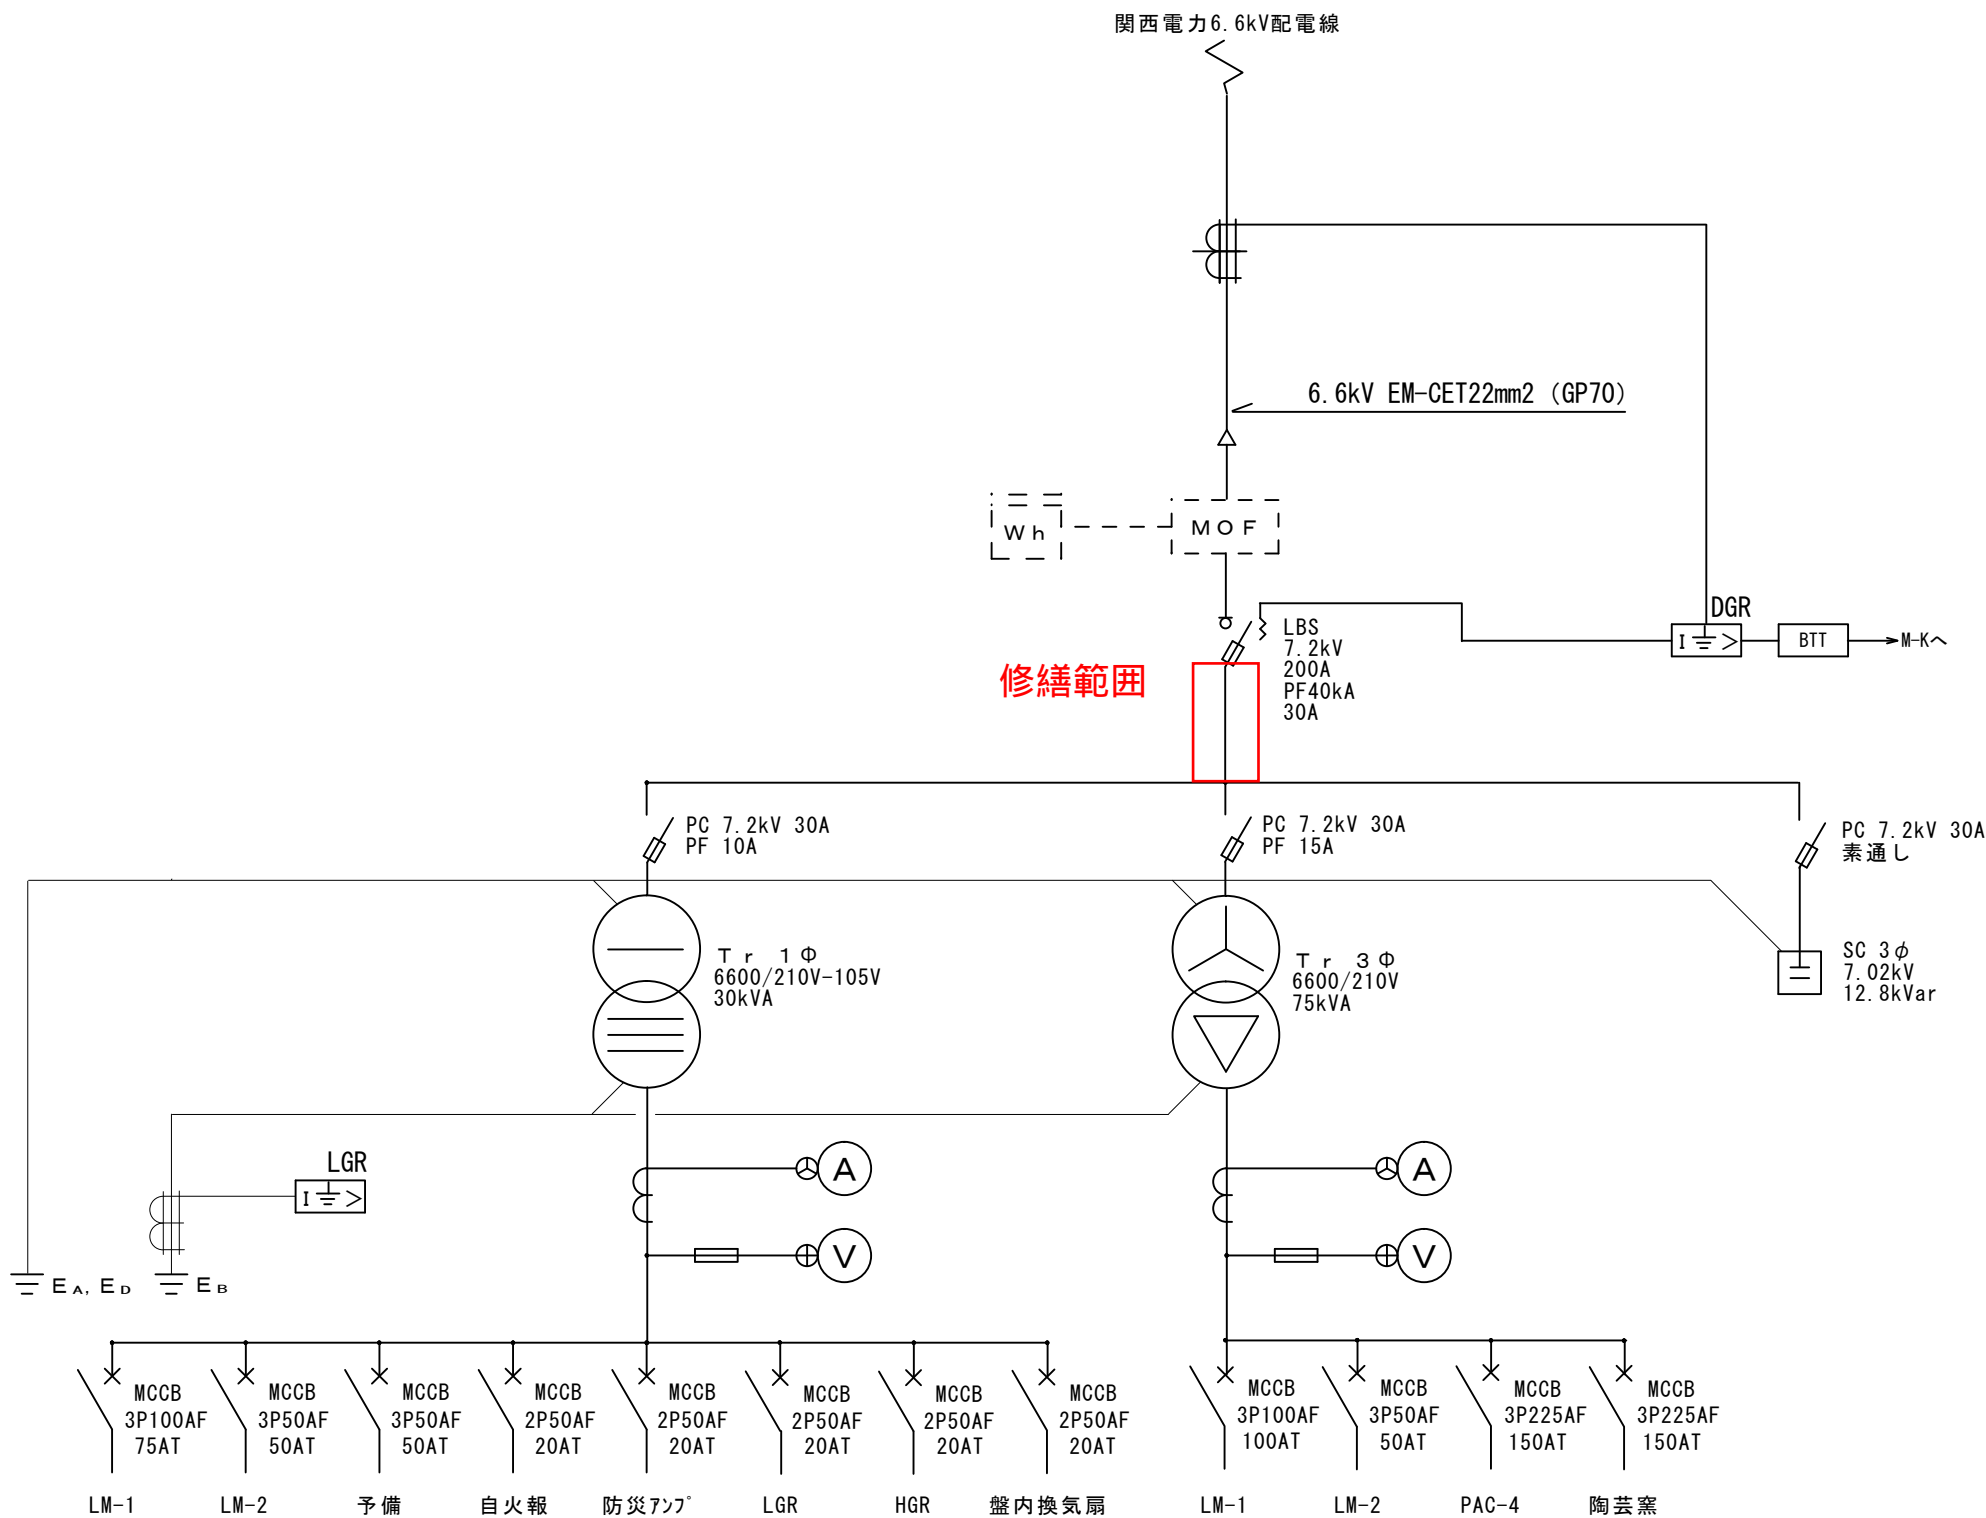 関西電力6.6kV配電線
6.6kV EM-CET22mm2 (GP70)
Wh
MOF
DGR
I >
BTT
M-Kへ
LBS
7.2kV
200A
PF40kA
30A
修繕範囲
PC 7.2kV 30A
PF 10A
PC 7.2kV 30A
PF 15A
PC 7.2kV 30A
素通し
Tr 1Φ
6600/210V-105V
30kVA
Tr 3Φ
6600/210V
75kVA
SC 3φ
7.02kV
12.8kVar
LGR
I >
A
A
V
V
EA, ED
EB
MCCB
3P100AF
75AT
MCCB
3P50AF
50AT
MCCB
3P50AF
50AT
MCCB
2P50AF
20AT
MCCB
2P50AF
20AT
MCCB
2P50AF
20AT
MCCB
2P50AF
20AT
MCCB
2P50AF
20AT
MCCB
3P100AF
100AT
MCCB
3P50AF
50AT
MCCB
3P225AF
150AT
MCCB
3P225AF
150AT
LM-1
LM-2
予備
自火報
防災ｱﾝﾌﾟ
LGR
HGR
盤内換気扇
LM-1
LM-2
PAC-4
陶芸窯